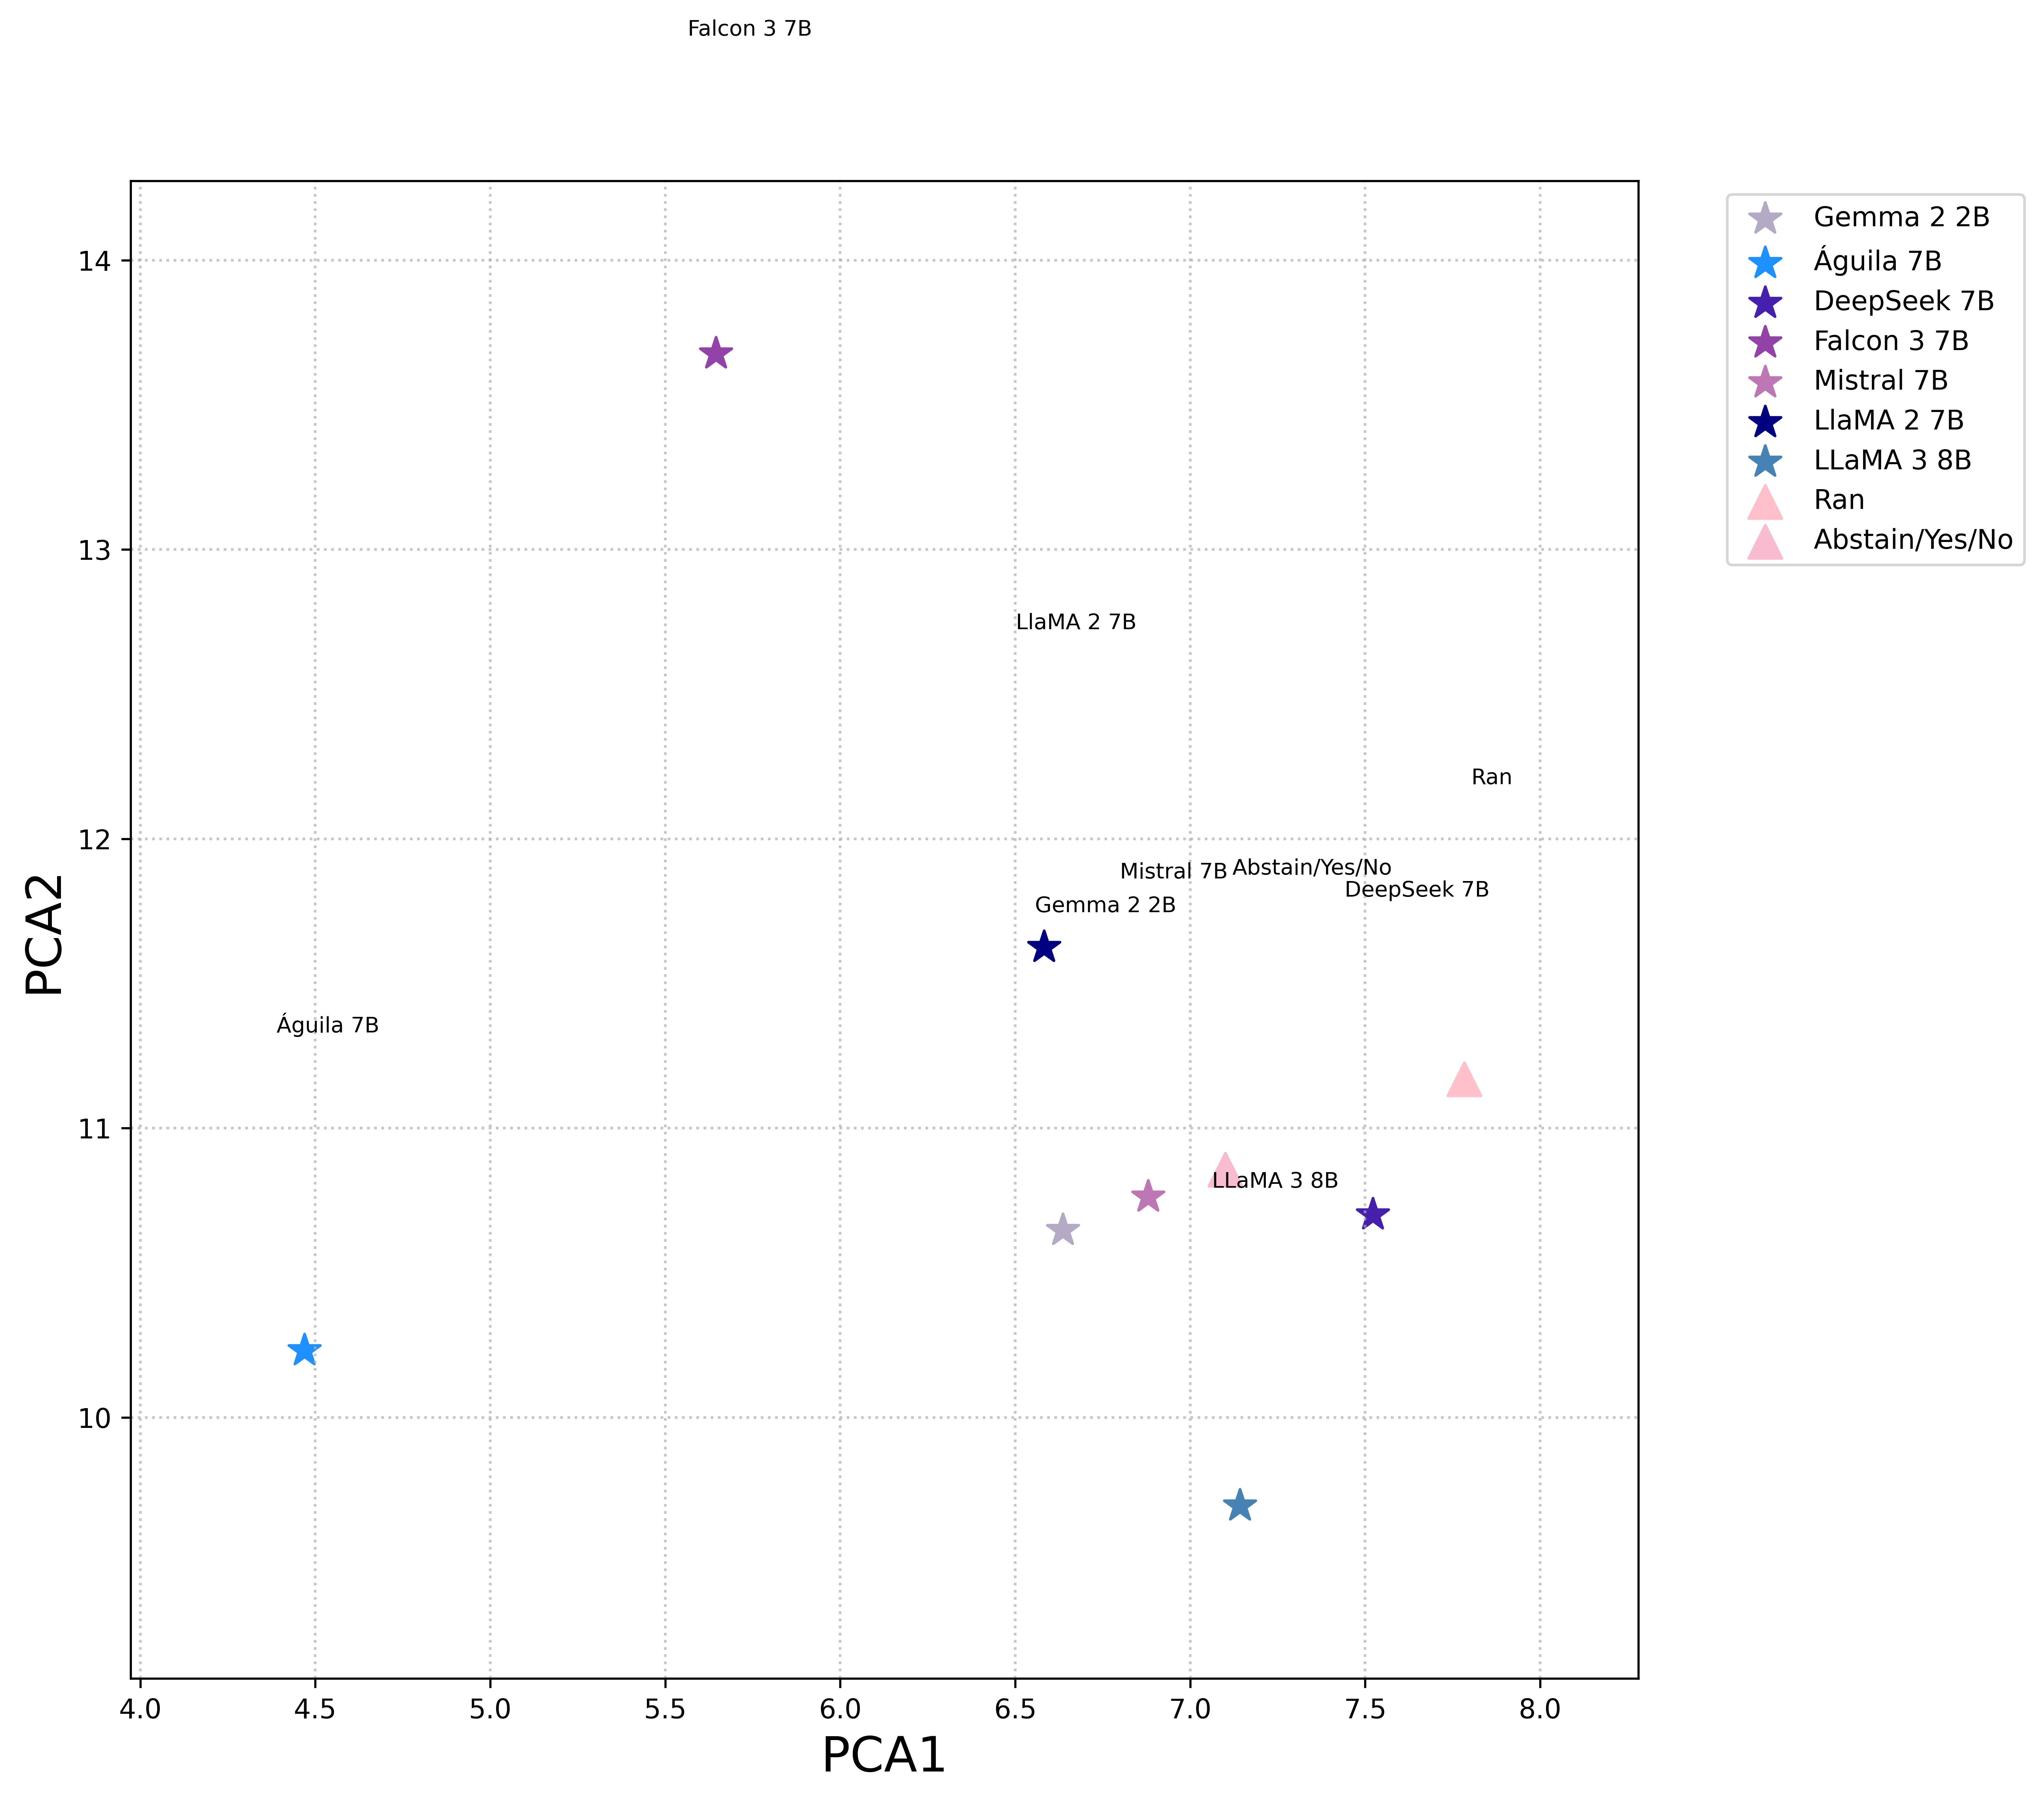 Falcon 3 7B
Gemma 2 2B
Águila 7B
DeepSeek 7B
Falcon 3 7B
Mistral 7B
LlaMA 2 7B
LLaMA 3 8B
Ran
Abstain/Yes/No
14
13
12
11
10
PCA2
LlaMA 2 7B
Ran
Mistral 7B
Abstain/Yes/No
DeepSeek 7B
Gemma 2 2B
Águila 7B
LLaMA 3 8B
4.0 4.5 5.0 5.5 6.0 6.5 7.0 7.5 8.0
PCA1